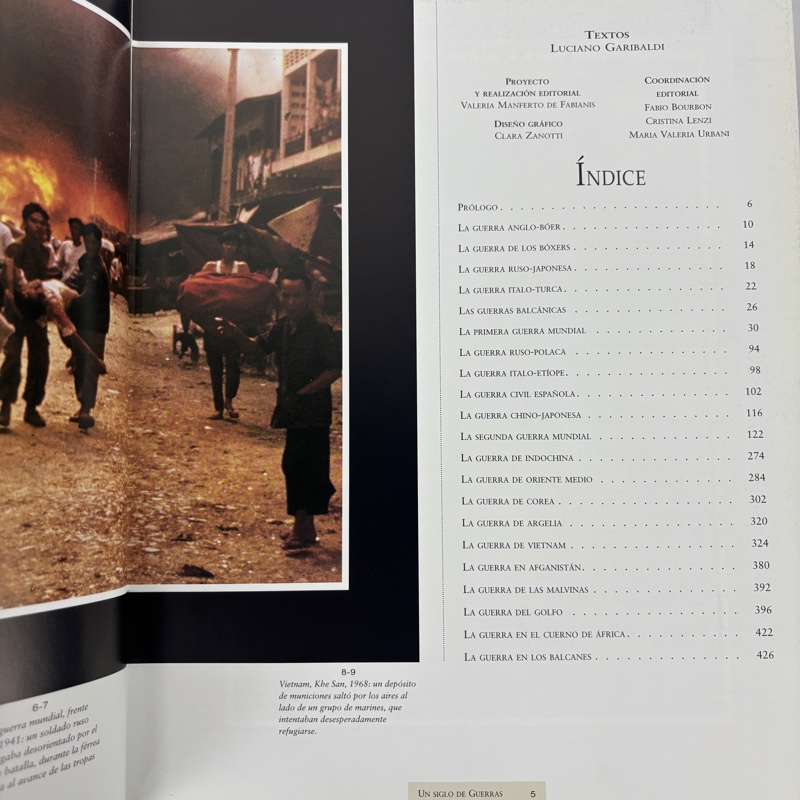 TEXTOS
LUCIANO GARIBALDI
PROYECTO
Y REALIZACIÓN EDITORIAL
VALERIA MANFERTO DE FABIANIS
DISEÑO GRÁFICO
CLARA ZANOTTI
COORDINACIÓN
EDITORIAL
FABIO BOURBON
CRISTINA LENZI
MARIA VALERIA URBANI
ÍNDICE
PRÓLOGO . . . . . . . . . . . . . . . . . . 6
LA GUERRA ANGLO-BÓER . . . . . . . . . . . . . 10
LA GUERRA DE LOS BÓXERS . . . . . . . . . . . . 14
LA GUERRA RUSO-JAPONESA . . . . . . . . . . . . 18
LA GUERRA ITALO-TURCA . . . . . . . . . . . . . 22
LAS GUERRAS BALCÁNICAS . . . . . . . . . . . . 26
LA PRIMERA GUERRA MUNDIAL . . . . . . . . . . . 30
LA GUERRA RUSO-POLACA . . . . . . . . . . . . . 94
LA GUERRA ITALO-ETÍOPE . . . . . . . . . . . . . 98
LA GUERRA CIVIL ESPAÑOLA . . . . . . . . . . . . 102
LA GUERRA CHINO-JAPONESA . . . . . . . . . . . . 116
LA SEGUNDA GUERRA MUNDIAL . . . . . . . . . . . 122
LA GUERRA DE INDOCHINA . . . . . . . . . . . . . 274
LA GUERRA DE ORIENTE MEDIO . . . . . . . . . . . 284
LA GUERRA DE COREA . . . . . . . . . . . . . . 302
LA GUERRA DE ARGELIA . . . . . . . . . . . . . . 320
LA GUERRA DE VIETNAM . . . . . . . . . . . . . . 324
LA GUERRA EN AFGANISTÁN . . . . . . . . . . . . 380
LA GUERRA DE LAS MALVINAS . . . . . . . . . . . 392
LA GUERRA DEL GOLFO . . . . . . . . . . . . . . 396
LA GUERRA EN EL CUERNO DE ÁFRICA . . . . . . . . . 422
LA GUERRA EN LOS BALCANES . . . . . . . . . . . . 426
8-9
Vietnam, Khe San, 1968: un depósito
de municiones saltó por los aires al
lado de un grupo de marines, que
intentaban desesperadamente
refugiarse.
6-7
guerra mundial, frente
1941: un soldado ruso
gaba desorientado por el
batalla, durante la férrea
a al avance de las tropas
UN SIGLO DE GUERRAS 5